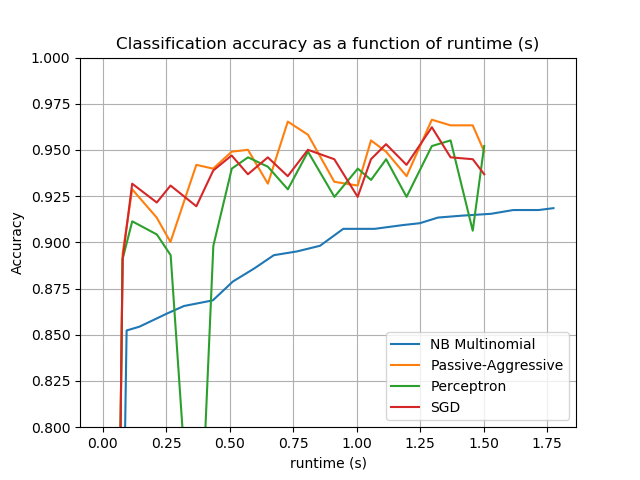 Classification accuracy as a function of runtime (s)
1.000
0.975
0.950
0.925
0.900
0.875
0.850
0.825
0.800
Accuracy
NB Multinomial
Passive-Aggressive
Perceptron
SGD
0.00 0.25 0.50 0.75 1.00 1.25 1.50 1.75
runtime (s)